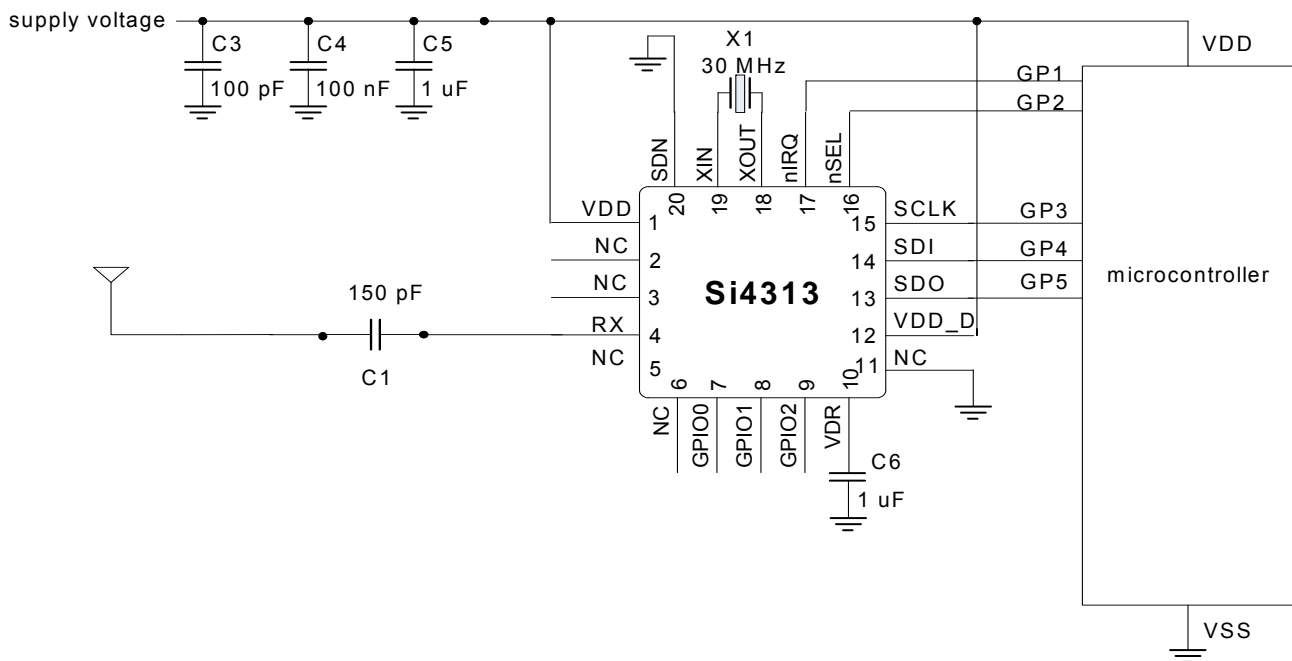 supply voltage
C3
100 pF
C4
100 nF
C5
1 uF
X1
30 MHz
VDD
GP1
GP2
SDN
XIN
XOUT
nIRQ
nSEL
20
19
18
17
16
VDD
1
15
SCLK
GP3
NC
2
14
SDI
GP4
NC
3
Si4313
13
SDO
GP5
microcontroller
150 pF
C1
RX
4
12
VDD_D
NC
5
11
NC
6
7
8
9
10
NC
GPIO0
GPIO1
GPIO2
VDR
C6
1 uF
VSS